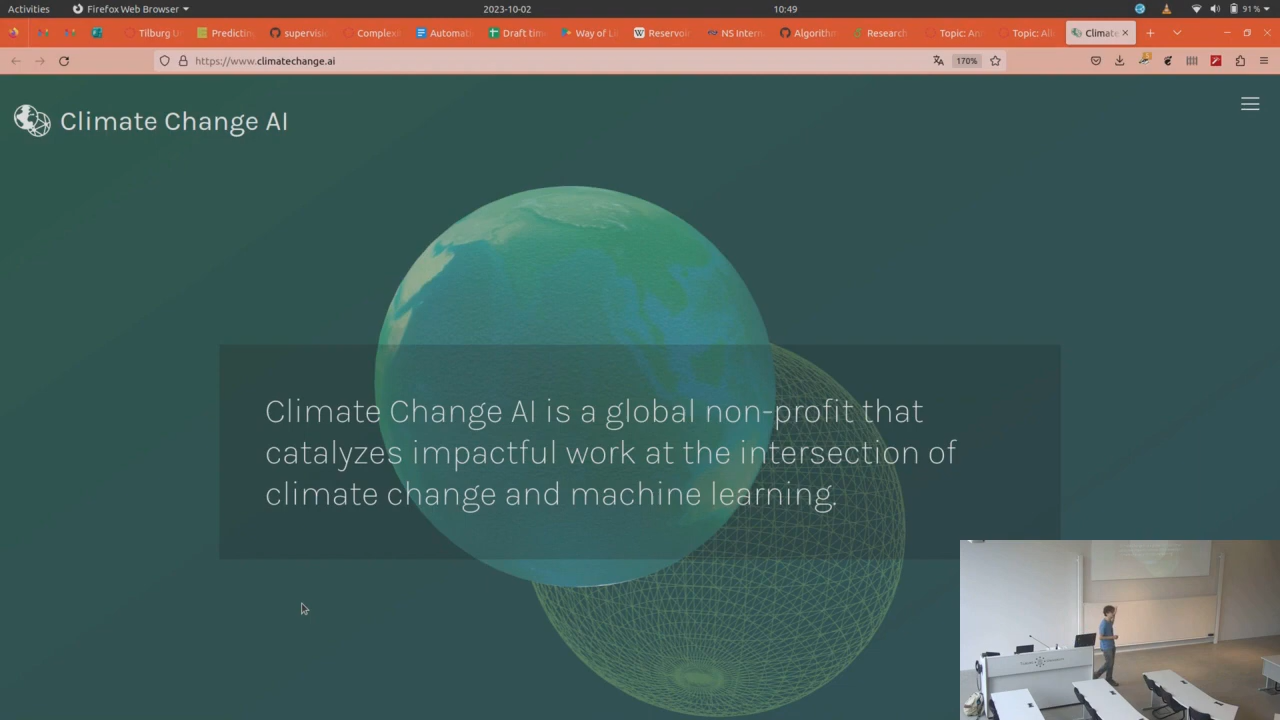 Activities
Firefox Web Browser
2023-10-02
10:49
91 %
Tilburg U
Predictin
supervisi
Complex
Automat
Draft tim
Way of Li
Reservoi
NS Intern
Algorithm
Research
Topic: An
Topic: All
Climate
https://www.climatechange.ai
170%
Climate Change AI
Climate Change AI is a global non-profit that
catalyzes impactful work at the intersection of
climate change and machine learning.